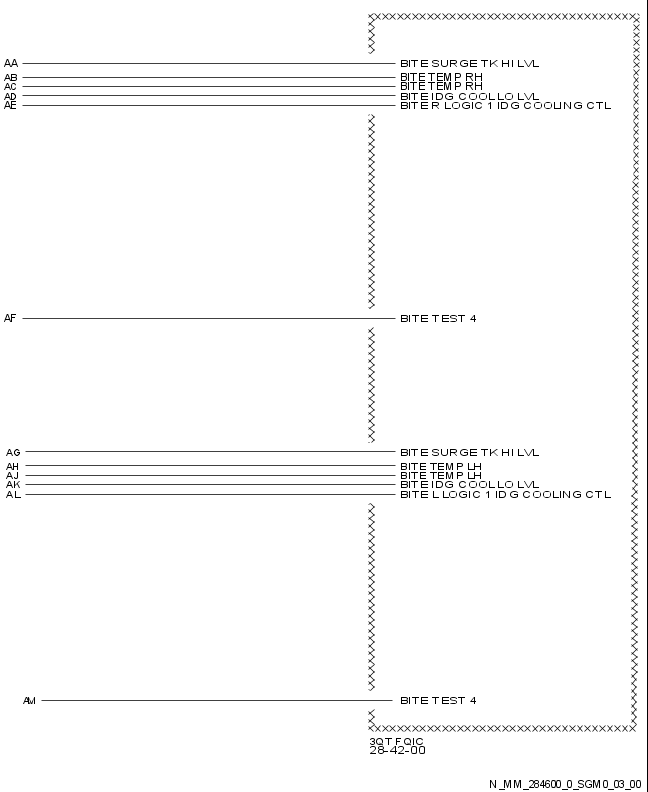 AA BITE SURGE TK HI LVL
AB BITE TEMP RH
AC BITE TEMP RH
AD BITE IDG COOL LO LVL
AE BITE R LOGIC 1 IDG COOLING CTL
AF BITE TEST 4
AG BITE SURGE TK HI LVL
AH BITE TEMP LH
AJ BITE TEMP LH
AK BITE IDG COOL LO LVL
AL BITE L LOGIC 1 IDG COOLING CTL
AM BITE TEST 4
3QT FQIC
28-42-00
N_MM_284600_0_SGM0_03_00